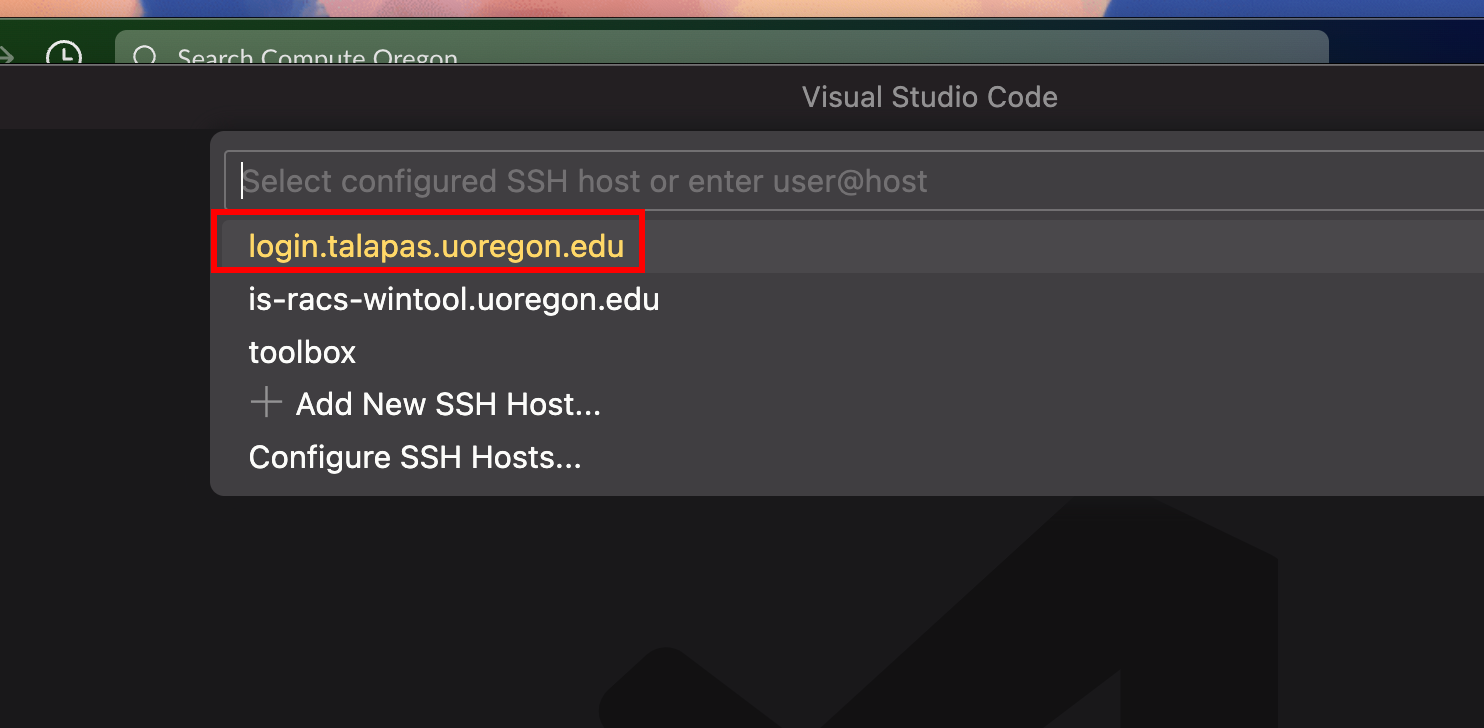 Search Compute Oregon
Visual Studio Code
Select configured SSH host or enter user@host
login.talapas.uoregon.edu
is-racs-wintool.uoregon.edu
toolbox
Add New SSH Host...
Configure SSH Hosts...